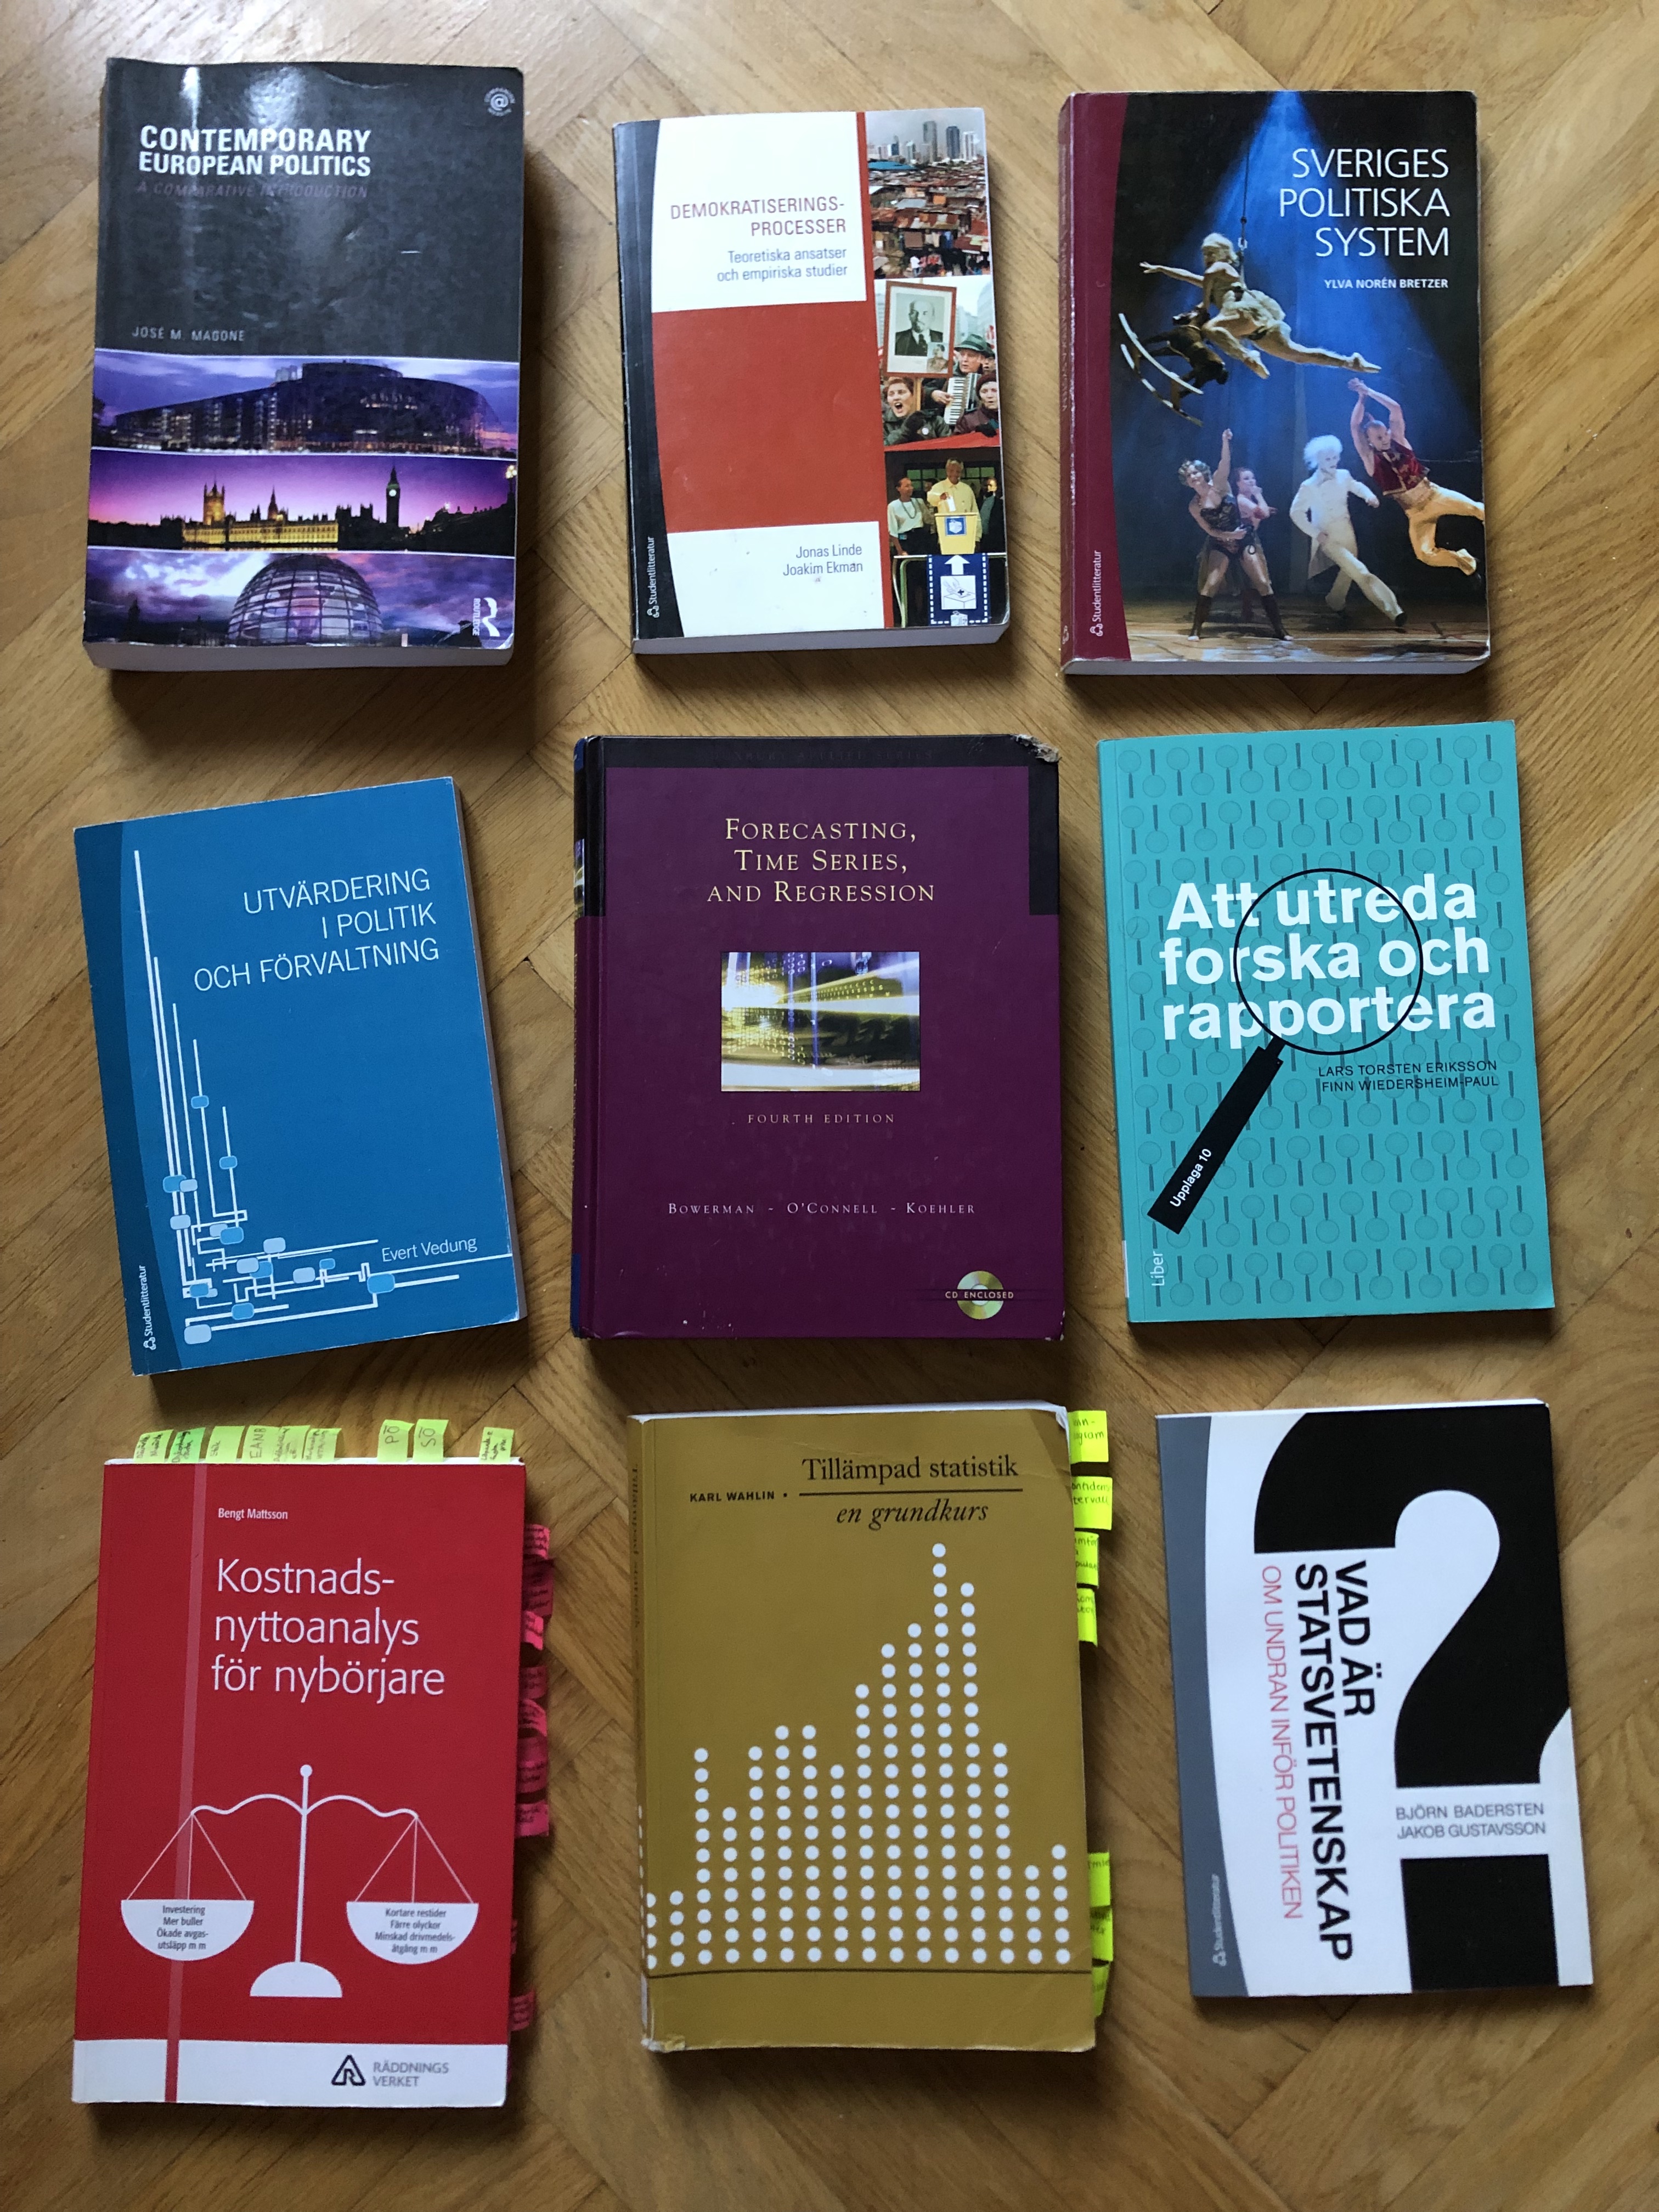 CONTEMPORARY
EUROPEAN POLITICS
A COMPARATIVE INTRODUCTION
JOSÉ M. MAGONE
ROUTLEDGE
DEMOKRATISERINGS-
PROCESSER
Teoretiska ansatser
och empiriska studier
Jonas Linde
Joakim Ekman
Studentlitteratur
SVERIGES
POLITISKA
SYSTEM
YLVA NORÉN BRETZER
Studentlitteratur
UTVÄRDERING
I POLITIK
OCH FÖRVALTNING
Evert Vedung
Studentlitteratur
FORECASTING,
TIME SERIES,
AND REGRESSION
FOURTH EDITION
BOWERMAN - O'CONNELL - KOEHLER
CD ENCLOSED
Att utreda
forska och
rapportera
LARS TORSTEN ERIKSSON
FINN WIEDERSHEIM-PAUL
Upplaga 10
Liber
EANB
PÖ
SÖ
Bengt Mattsson
Kostnads-
nyttoanalys
för nybörjare
Investering
Mer buller
Ökade avgas-
utsläpp m m
Kortare restider
Färre olyckor
Minskad drivmedels-
åtgång m m
RÄDDNINGS
VERKET
KARL WAHLIN •
Tillämpad statistik
en grundkurs
VAD ÄR
STATSVETENSKAP
OM UNDRAN INFÖR POLITIKEN
BJÖRN BADERSTEN
JAKOB GUSTAVSSON
Studentlitteratur